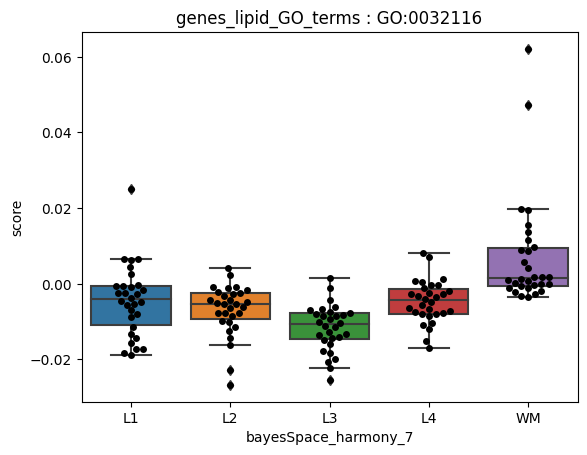 genes_lipid_GO_terms : GO:0032116
0.06
0.04
0.02
0.00
−0.02
score
L1 L2 L3 L4 WM
bayesSpace_harmony_7